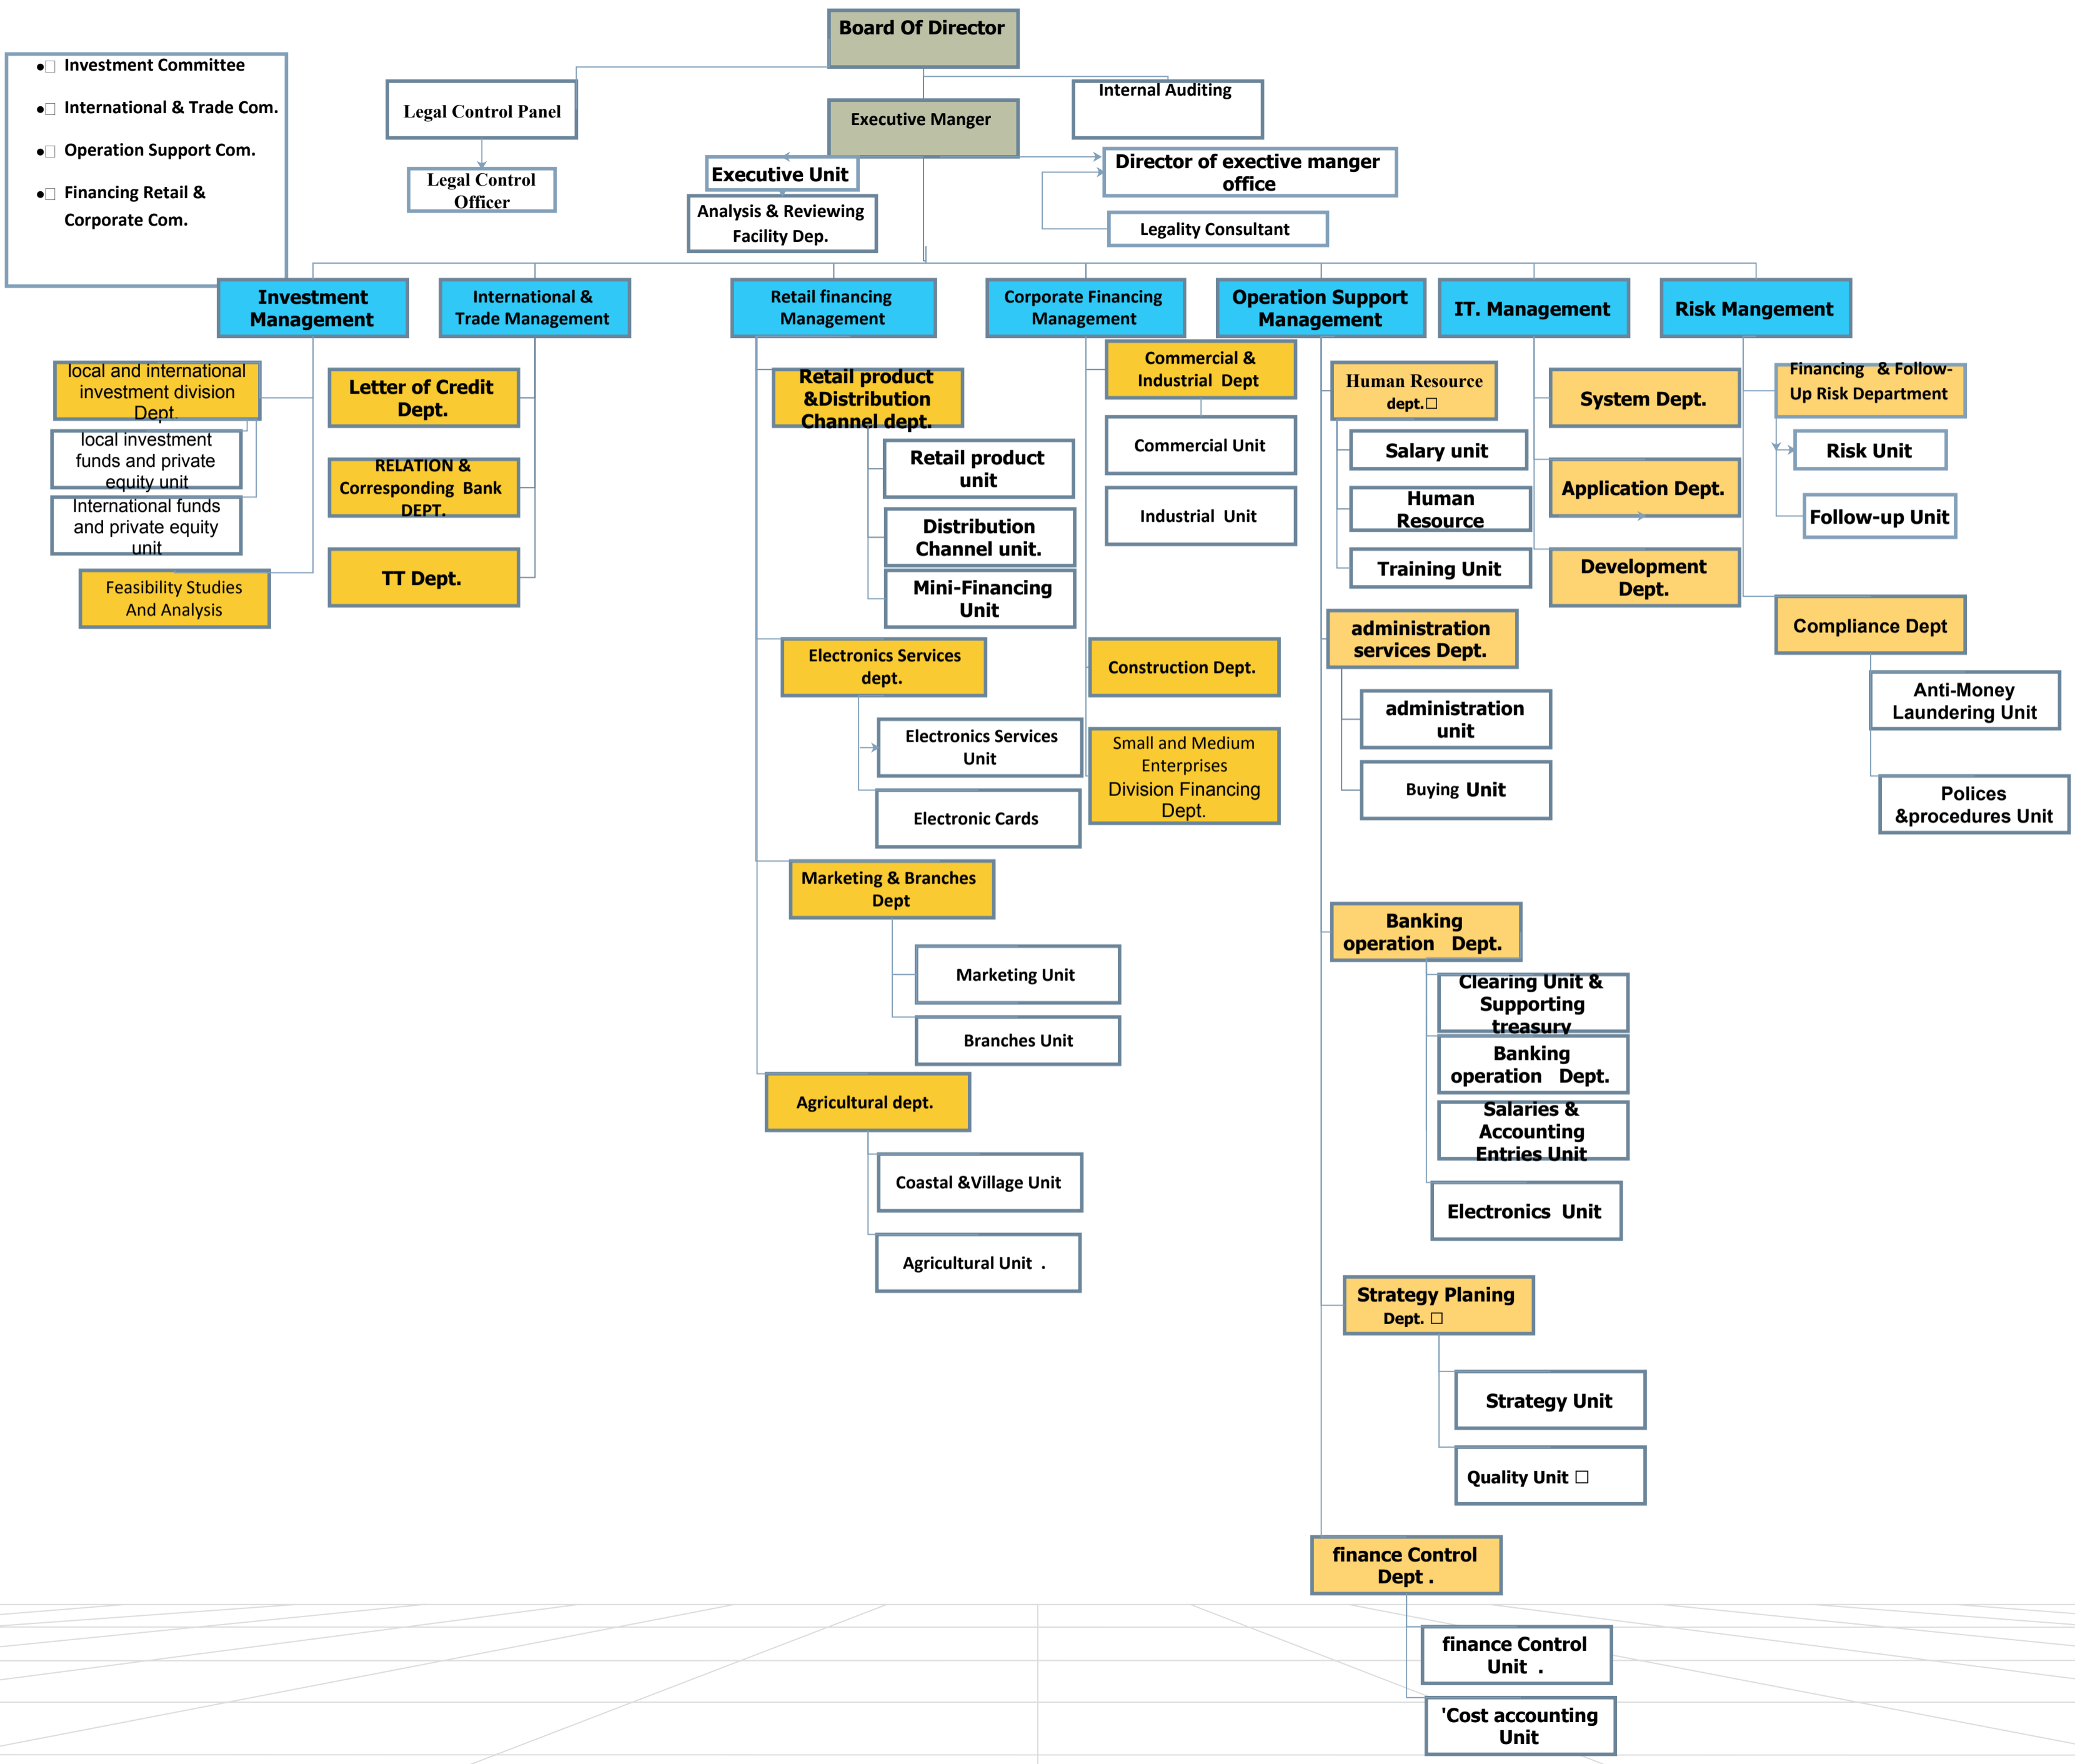 Board Of Director
● Investment Committee
● International & Trade Com.
● Operation Support Com.
● Financing Retail &
Corporate Com.
Legal Control Panel
Internal Auditing
Executive Manger
Legal Control
Officer
Executive Unit
Director of exective manger
office
Analysis & Reviewing
Facility Dep.
Legality Consultant
Investment
Management
International &
Trade Management
Retail financing
Management
Corporate Financing
Management
Operation Support
Management
IT. Management
Risk Mangement
local and international
investment division
Dept.
local investment
funds and private
equity unit
International funds
and private equity
unit
Feasibility Studies
And Analysis
Letter of Credit
Dept.
RELATION &
Corresponding Bank
DEPT.
TT Dept.
Retail product
&Distribution
Channel dept.
Retail product
unit
Distribution
Channel unit.
Mini-Financing
Unit
Electronics Services
dept.
Electronics Services
Unit
Electronic Cards
Marketing & Branches
Dept
Marketing Unit
Branches Unit
Agricultural dept.
Coastal &Village Unit
Agricultural Unit .
Commercial &
Industrial Dept
Commercial Unit
Industrial Unit
Construction Dept.
Small and Medium
Enterprises
Division Financing
Dept.
Human Resource
dept.
Salary unit
Human
Resource
Training Unit
administration
services Dept.
administration
unit
Buying Unit
Banking
operation Dept.
Clearing Unit &
Supporting
treasury
Banking
operation Dept.
Salaries &
Accounting
Entries Unit
Electronics Unit
Strategy Planing
Dept.
Strategy Unit
Quality Unit
finance Control
Dept .
finance Control
Unit .
'Cost accounting
Unit
System Dept.
Application Dept.
Development
Dept.
Financing & Follow-
Up Risk Department
Risk Unit
Follow-up Unit
Compliance Dept
Anti-Money
Laundering Unit
Polices
&procedures Unit